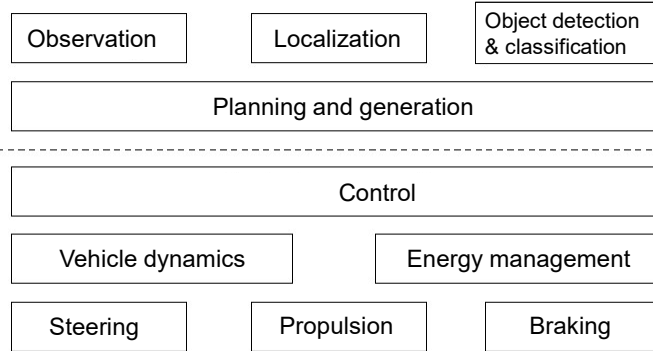 Observation
Localization
Object detection
& classification
Planning and generation
Control
Vehicle dynamics
Energy management
Steering
Propulsion
Braking